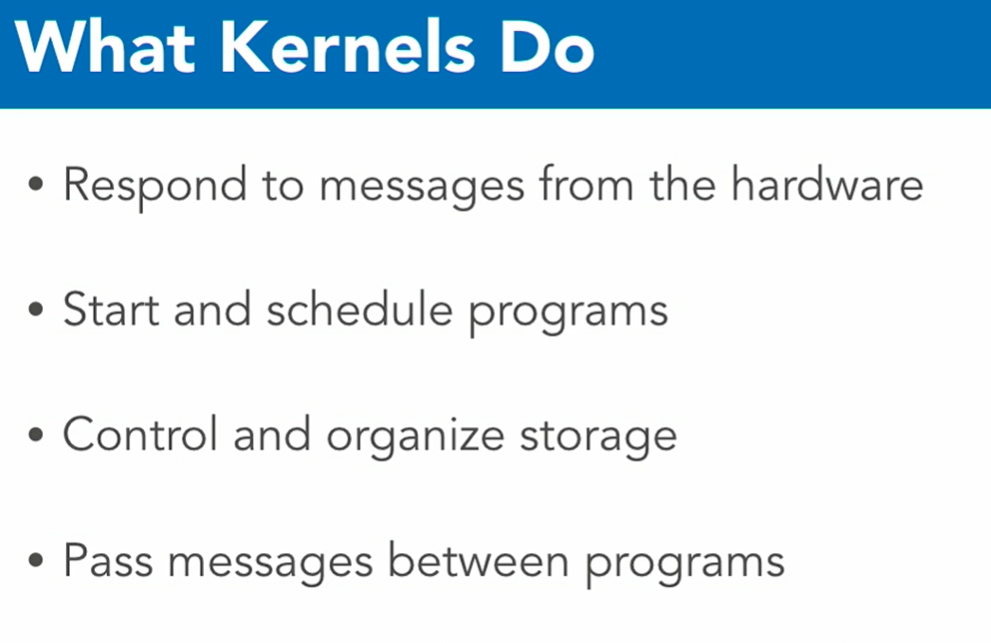 What Kernels Do
• Respond to messages from the hardware
• Start and schedule programs
• Control and organize storage
• Pass messages between programs